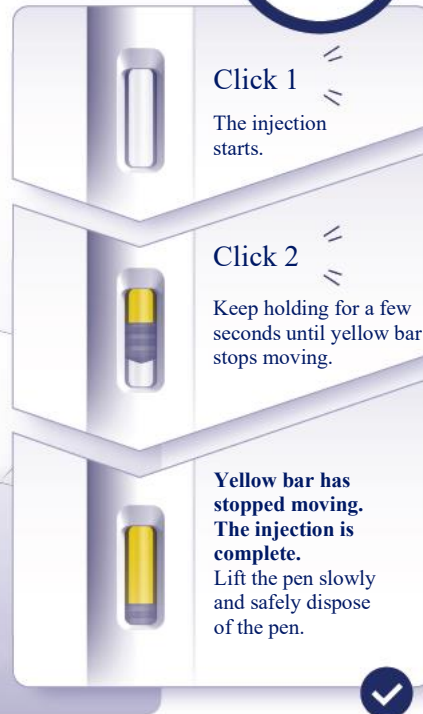 Click 1
The injection
starts.
Click 2
Keep holding for a few
seconds until yellow bar
stops moving.
Yellow bar has
stopped moving.
The injection is
complete.
Lift the pen slowly
and safely dispose
of the pen.